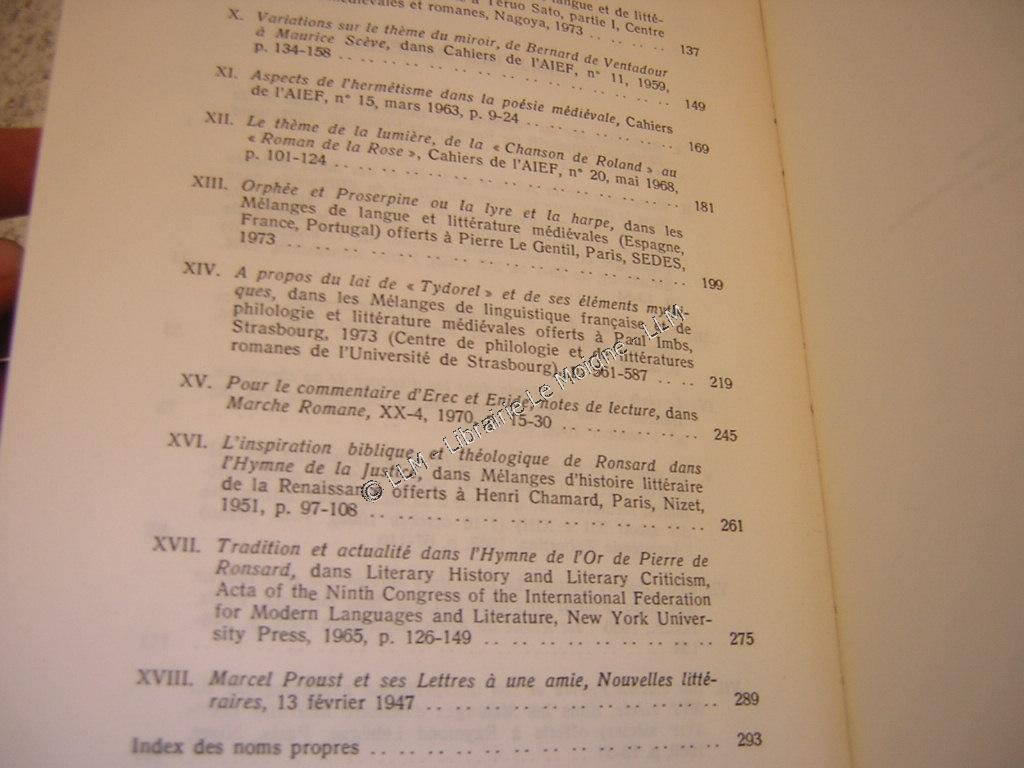 langue et de litté-
médiévales et romanes, Nagoya, 1973 .. .. .. .. 137
à Teruo Sato, partie I, Centre
X. Variations sur le thème du miroir, de Bernard de Ventadour
à Maurice Scève, dans Cahiers de l'AIEF, n° 11, 1959,
p. 134-158 .. .. .. .. .. .. .. .. .. .. .. .. 149
XI. Aspects de l'hermétisme dans la poésie médiévale, Cahiers
de l'AIEF, n° 15, mars 1963, p. 9-24 .. .. .. .. .. 169
XII. Le thème de la lumière, de la « Chanson de Roland » au
« Roman de la Rose », Cahiers de l'AIEF, n° 20, mai 1968,
p. 101-124 .. .. .. .. .. .. .. .. .. .. .. .. 181
XIII. Orphée et Proserpine ou la lyre et la harpe, dans les
Mélanges de langue et littérature médiévales (Espagne,
France, Portugal) offerts à Pierre Le Gentil, Paris, SEDES,
1973 .. .. .. .. .. .. .. .. .. .. .. .. .. 199
XIV. A propos du lai de « Tydorel » et de ses éléments mythi-
ques, dans les Mélanges de linguistique française et de
philologie et littérature médiévales offerts à Paul Imbs,
Strasbourg, 1973 (Centre de philologie et de littératures
romanes de l'Université de Strasbourg), p. 561-587 .. .. 219
XV. Pour le commentaire d'Erec et Enide, notes de lecture, dans
Marche Romane, XX-4, 1970, p. 15-30 .. .. .. .. .. 245
XVI. L'inspiration biblique et théologique de Ronsard dans
l'Hymne de la Justice, dans Mélanges d'histoire littéraire
de la Renaissance offerts à Henri Chamard, Paris, Nizet,
1951, p. 97-108 .. .. .. .. .. .. .. .. .. .. .. 261
XVII. Tradition et actualité dans l'Hymne de l'Or de Pierre de
Ronsard, dans Literary History and Literary Criticism,
Acta of the Ninth Congress of the International Federation
for Modern Languages and Literature, New York Univer-
sity Press, 1965, p. 126-149 .. .. .. .. .. .. .. .. 275
XVIII. Marcel Proust et ses Lettres à une amie, Nouvelles litté-
raires, 13 février 1947 .. .. .. .. .. .. .. .. .. 289
Index des noms propres .. .. .. .. .. .. .. .. .. .. 293
© LLM - Librairie Le Moigne - LLM